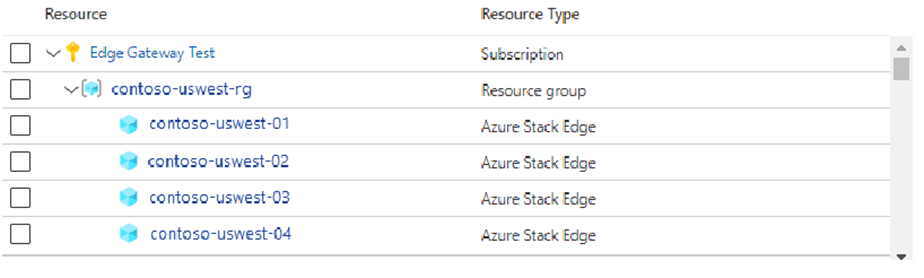 Resource Resource Type
Edge Gateway Test Subscription
contoso-uswest-rg Resource group
contoso-uswest-01 Azure Stack Edge
contoso-uswest-02 Azure Stack Edge
contoso-uswest-03 Azure Stack Edge
contoso-uswest-04 Azure Stack Edge